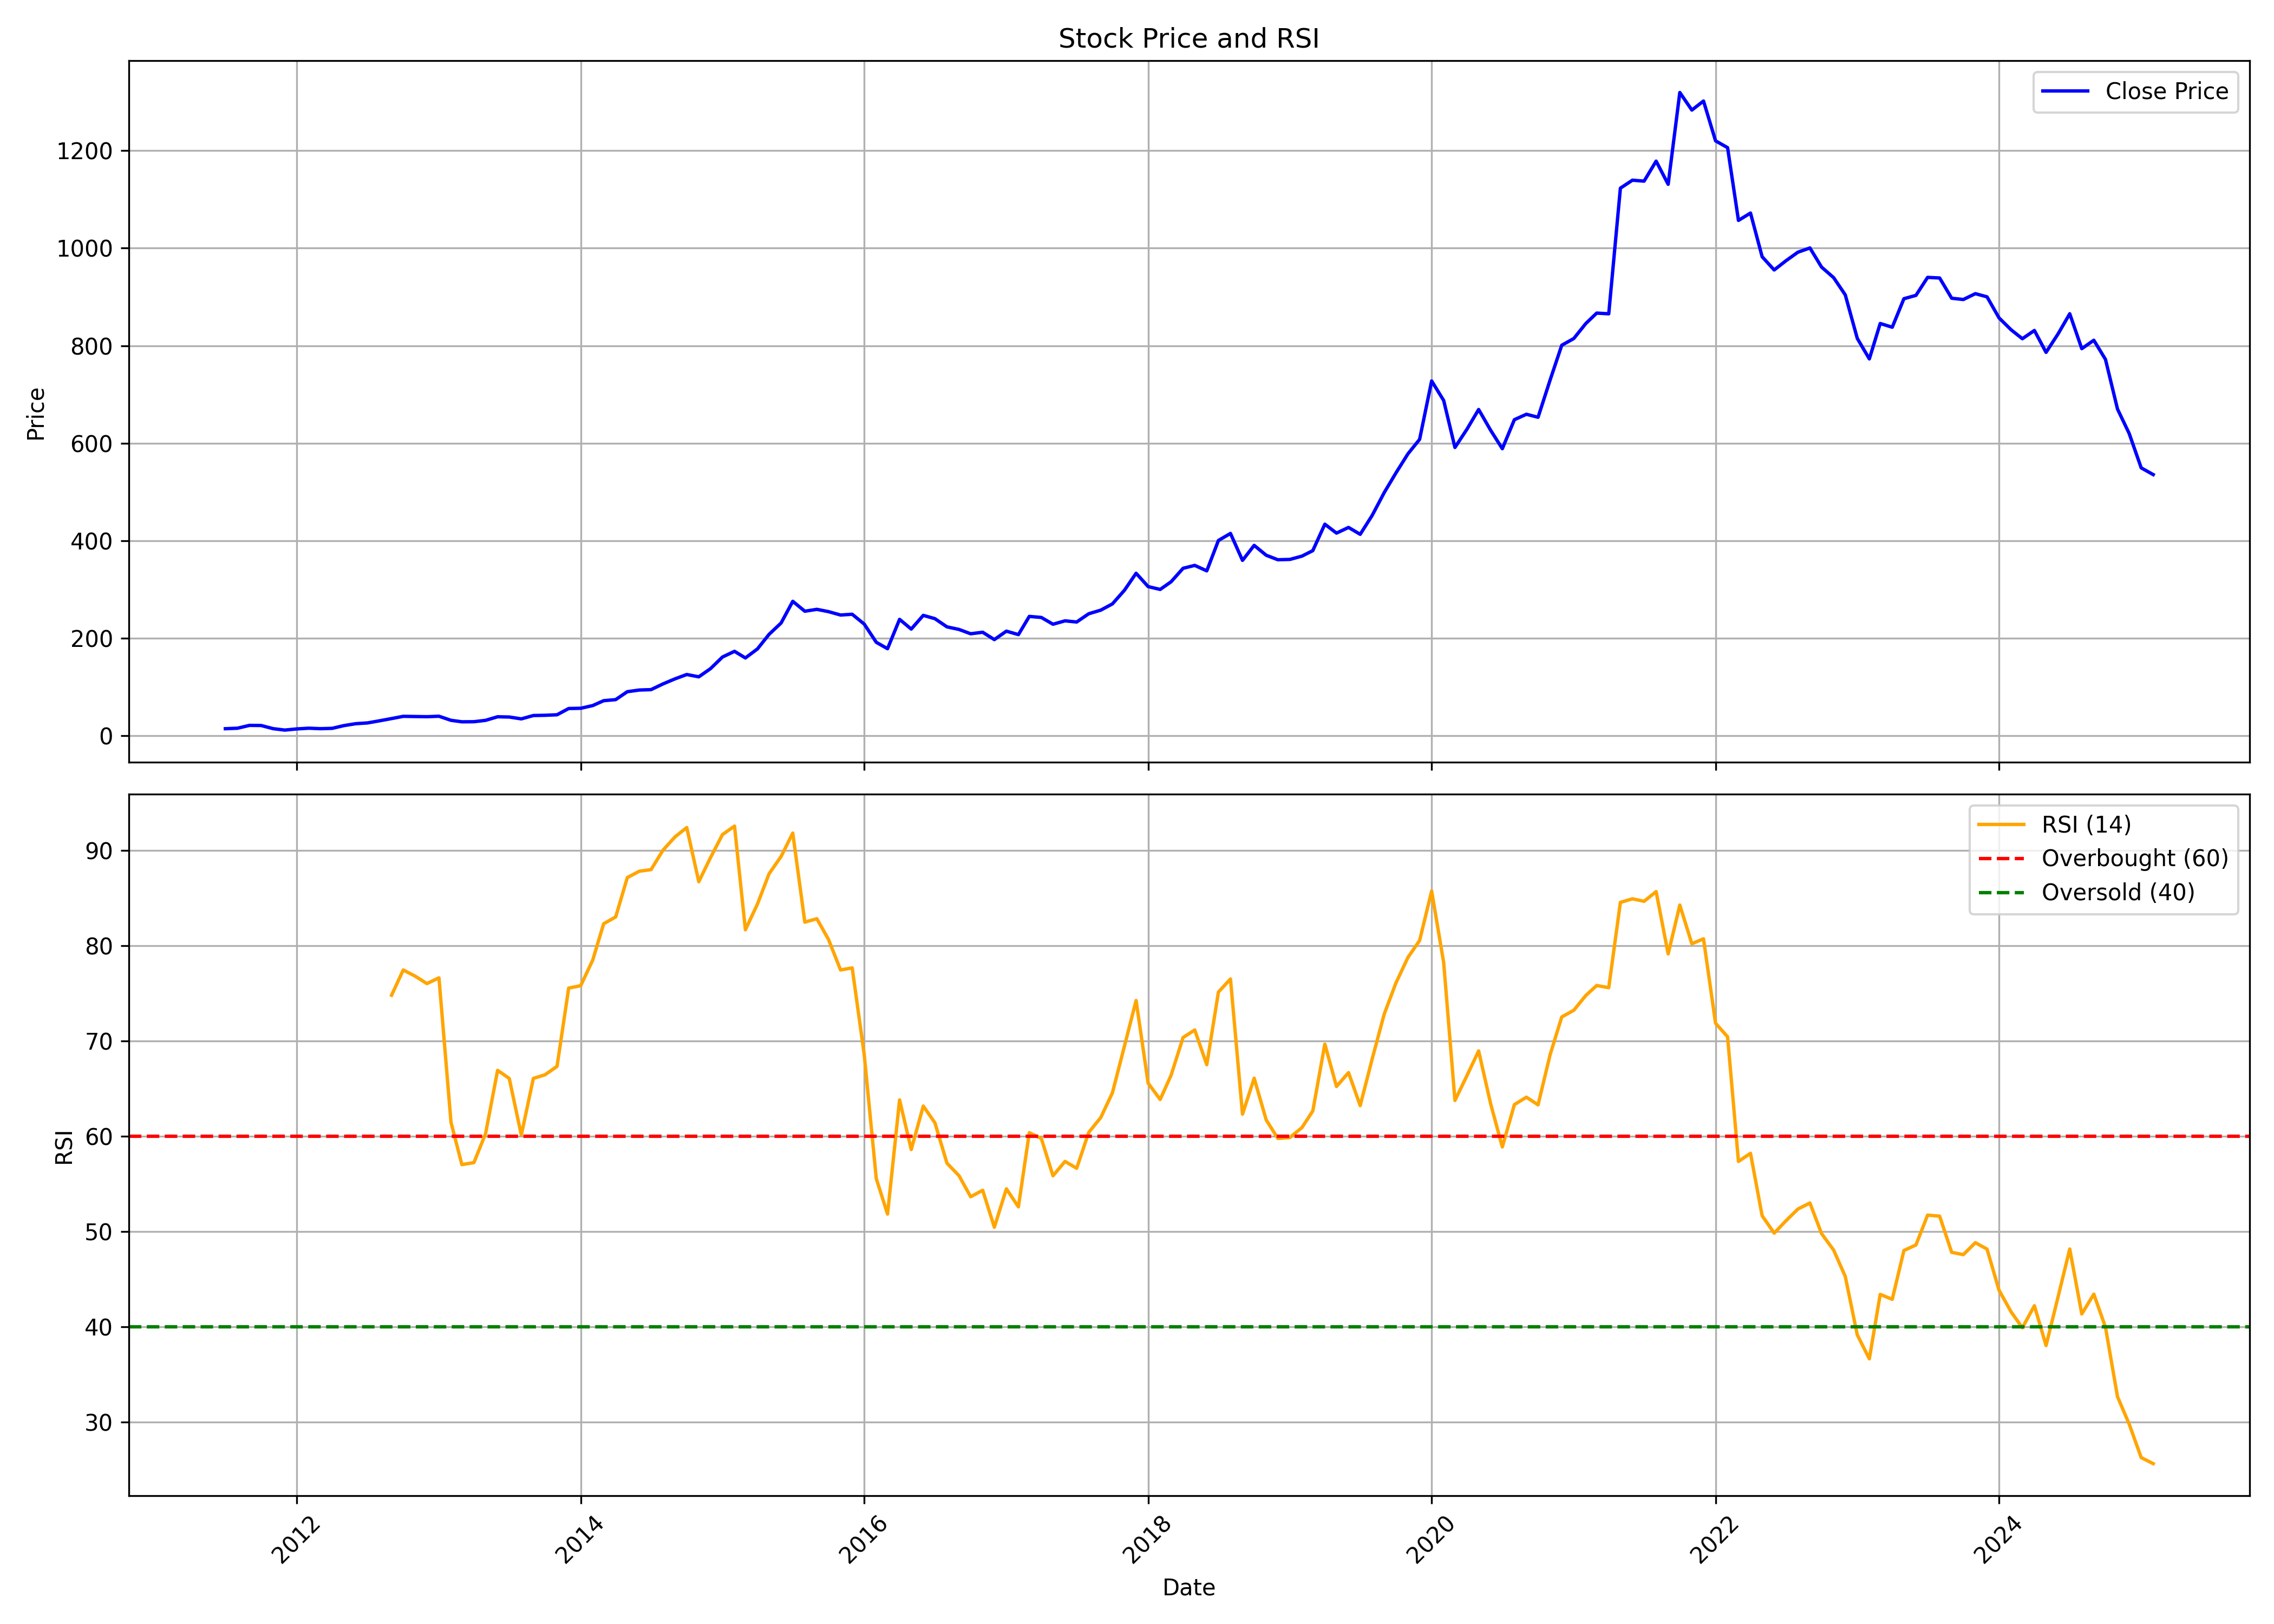 Stock Price and RSI
Close Price
1200
1000
800
600
400
200
0
Price
RSI (14)
Overbought (60)
Oversold (40)
90
80
70
60
50
40
30
RSI
2012
2014
2016
2018
2020
2022
2024
Date